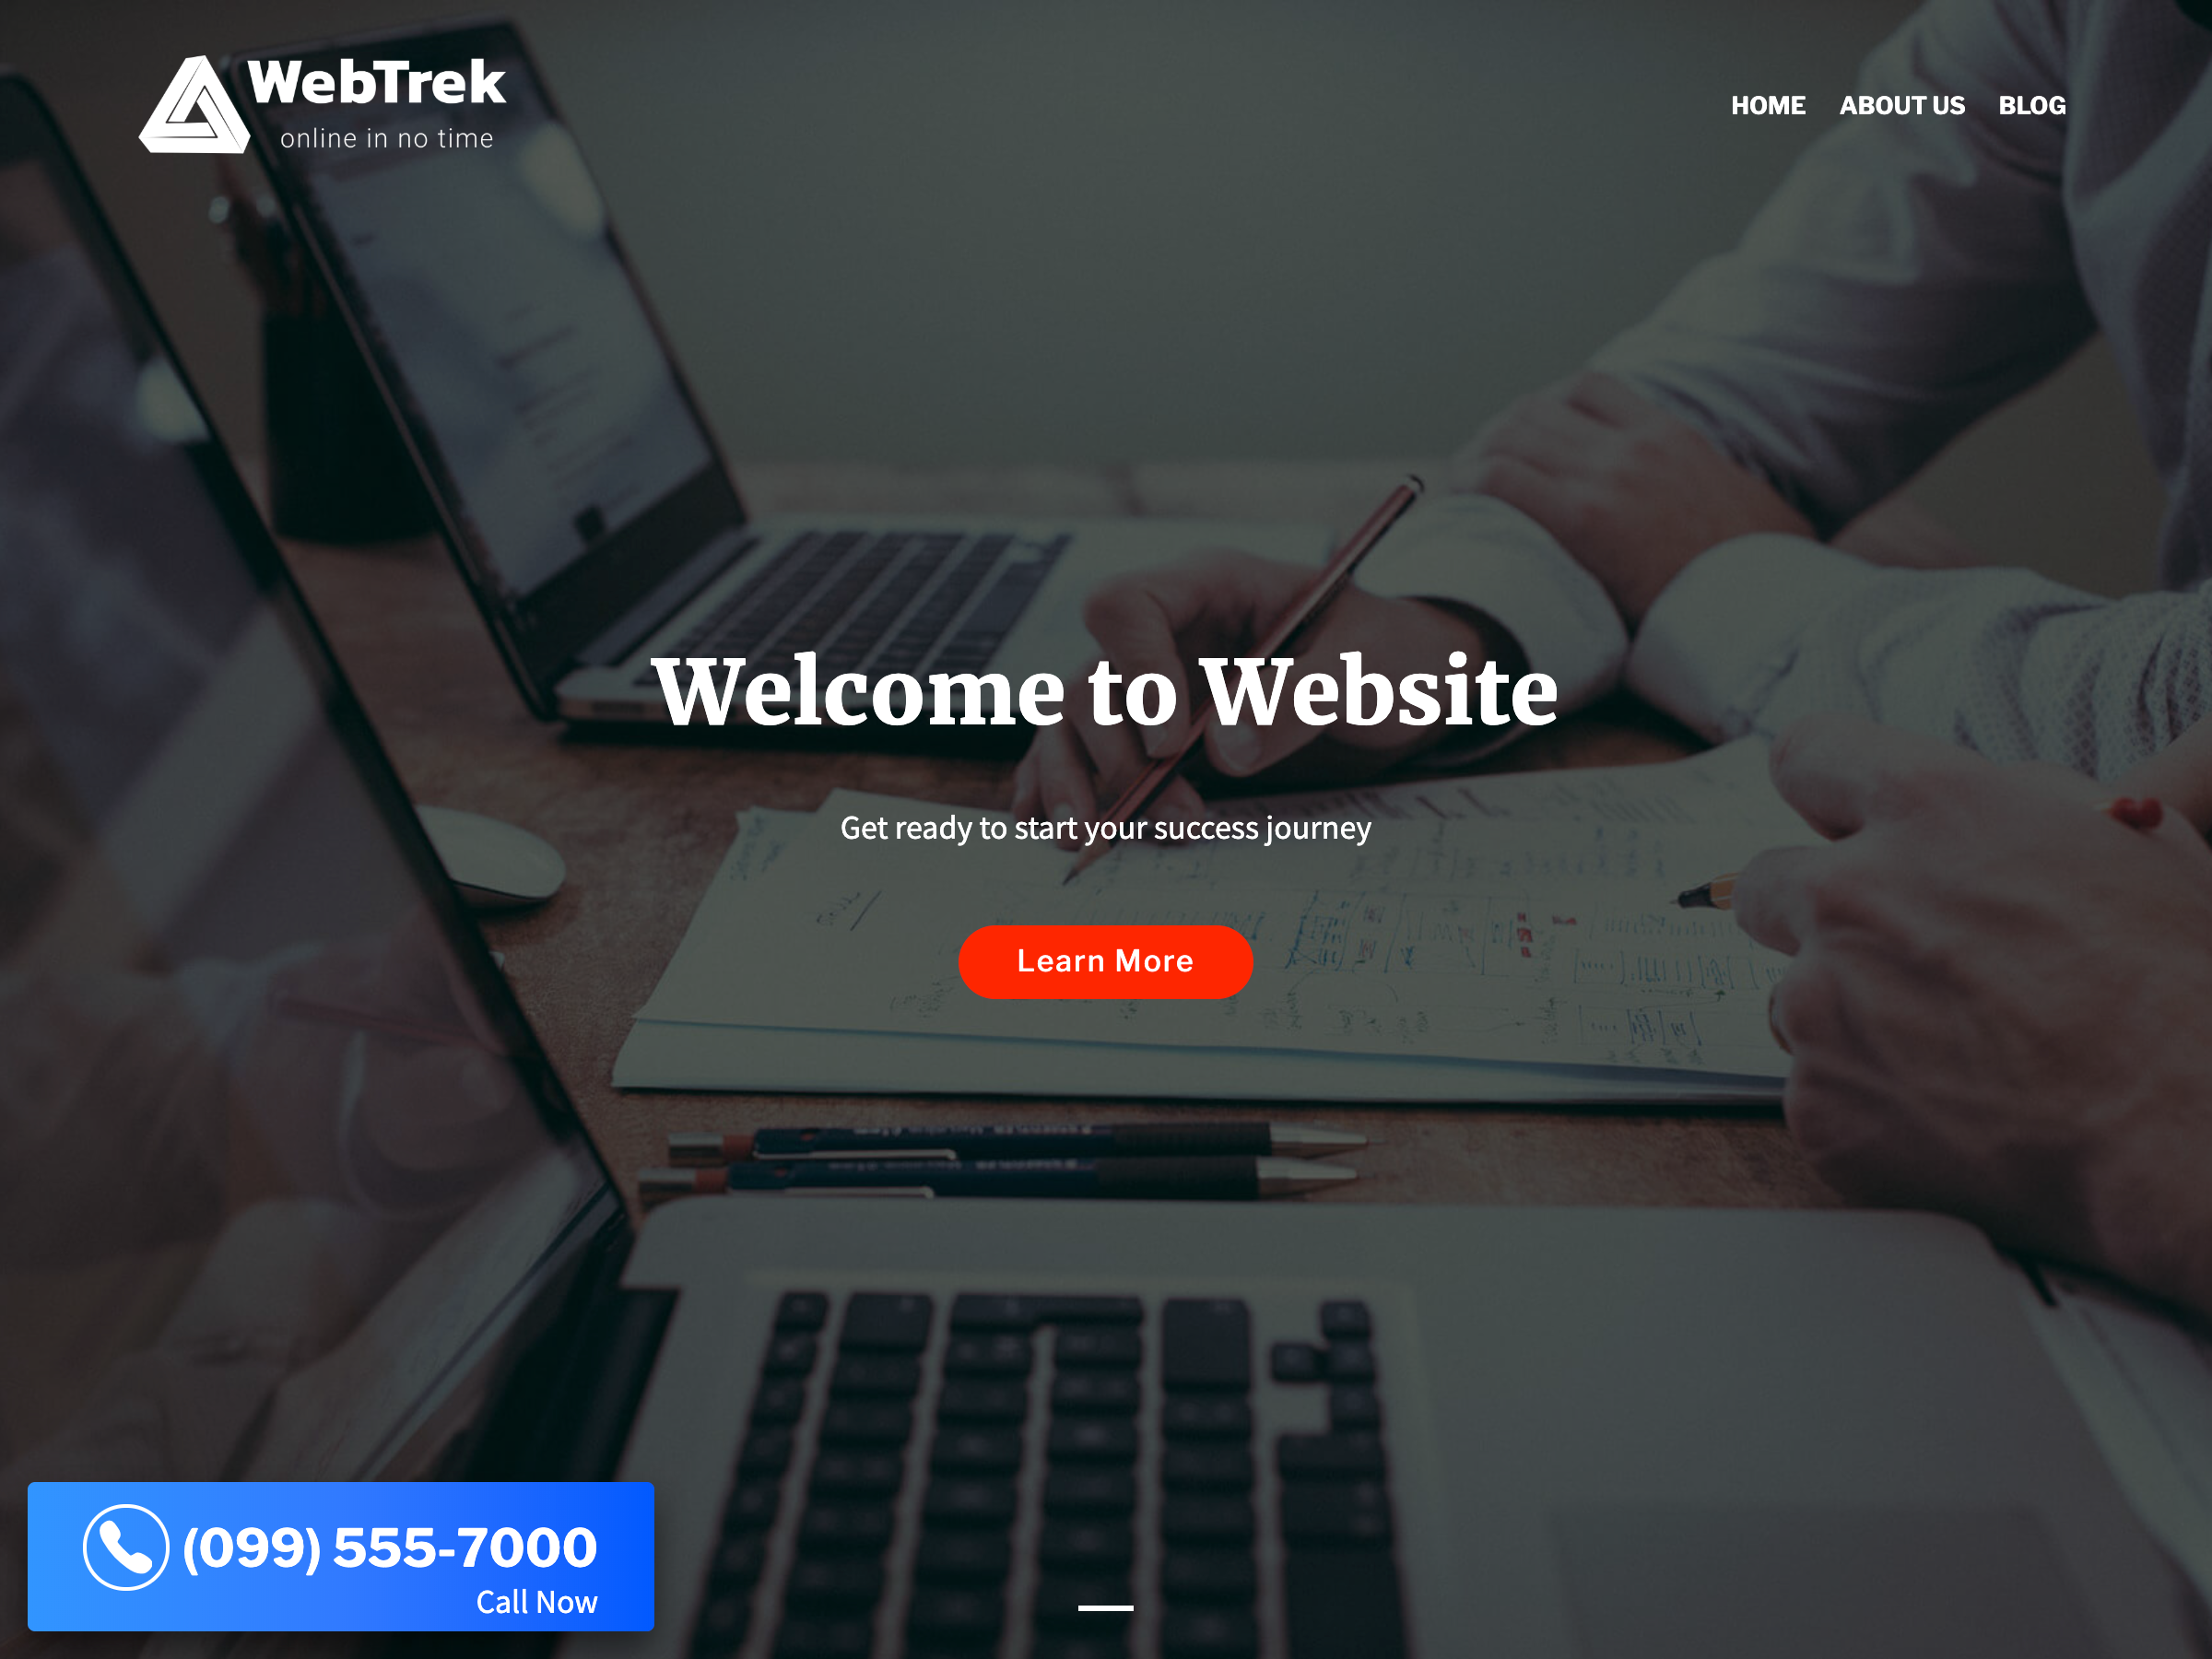 WebTrek
online in no time
HOME ABOUT US BLOG
Welcome to Website
Get ready to start your success journey
Learn More
(099) 555-7000
Call Now